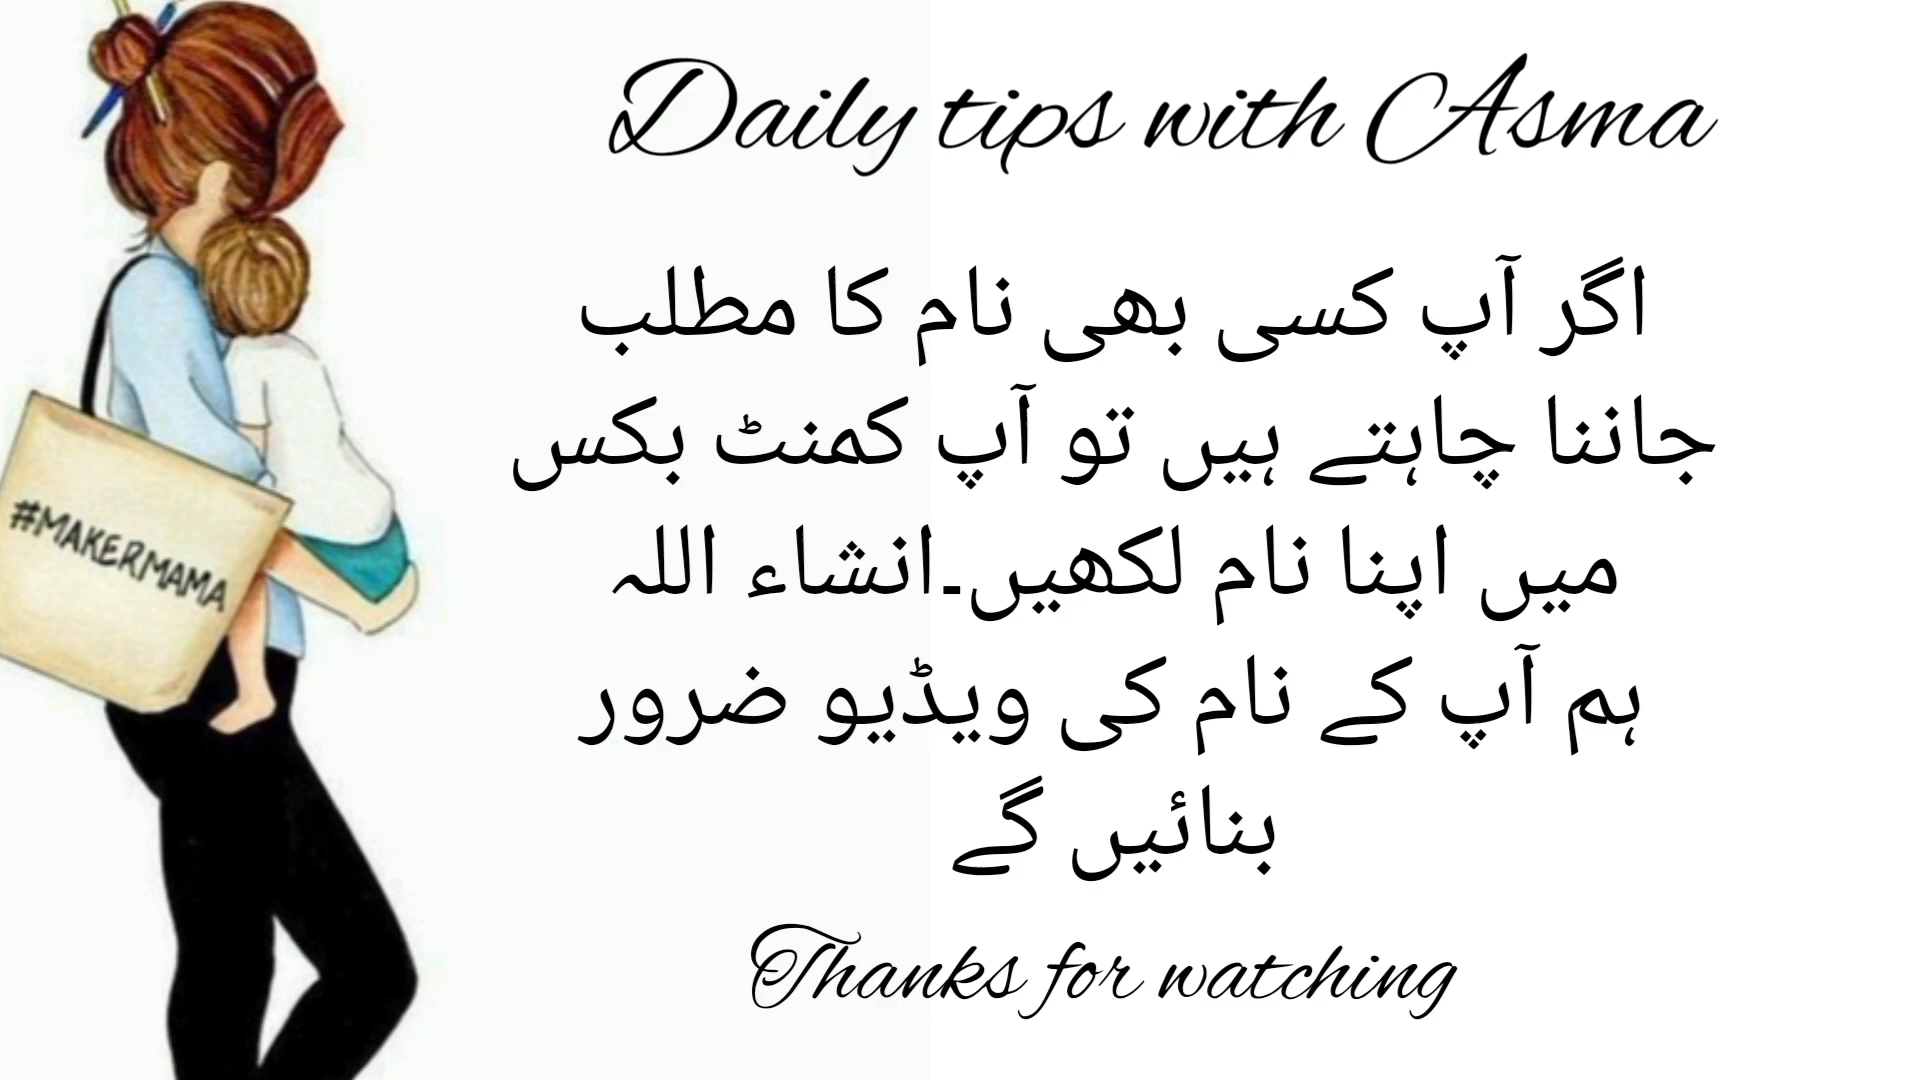 Daily tips with Asma
اگر آپ کسی بھی نام کا مطلب
جاننا چاہتے ہیں تو آپ کمنٹ بکس
میں اپنا نام لکھیں۔انشاء اللہ
ہم آپ کے نام کی ویڈیو ضرور
بنائیں گے
#MAKERMAMA
Thanks for watching